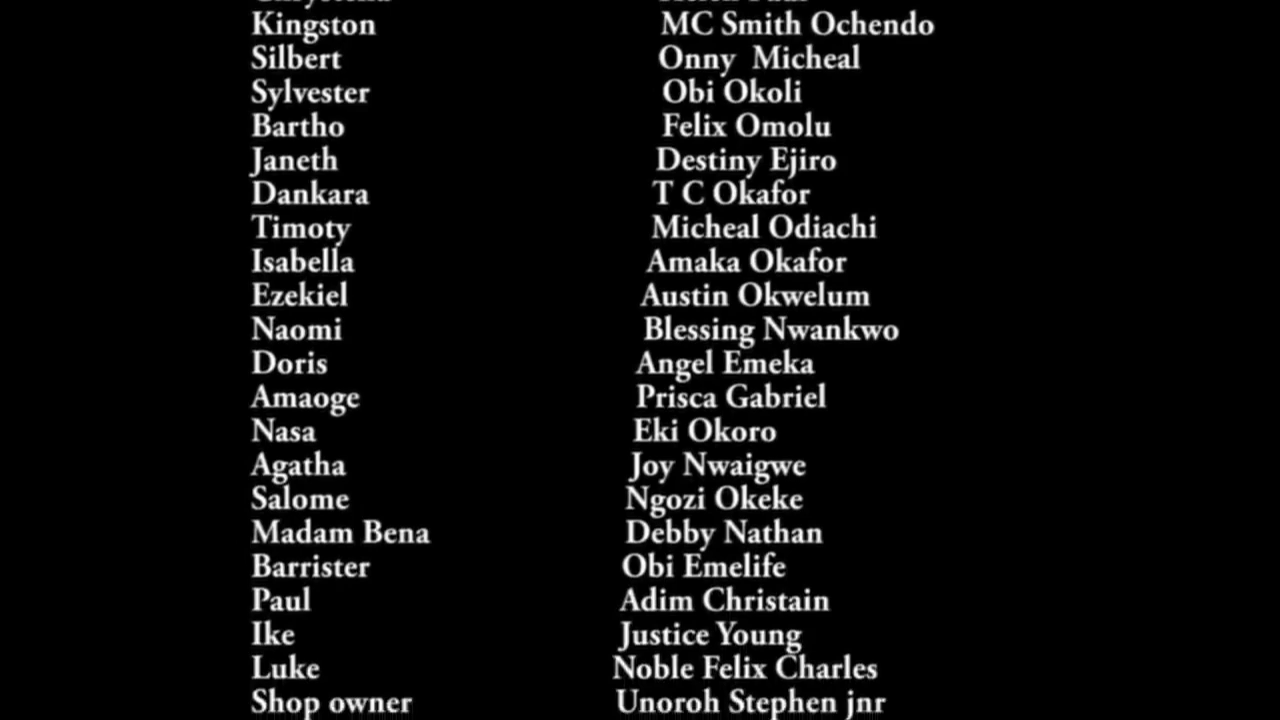 Kingston MC Smith Ochendo
Silbert Onny Micheal
Sylvester Obi Okoli
Bartho Felix Omolu
Janeth Destiny Ejiro
Dankara T C Okafor
Timoty Micheal Odiachi
Isabella Amaka Okafor
Ezekiel Austin Okwelum
Naomi Blessing Nwankwo
Doris Angel Emeka
Amaoge Prisca Gabriel
Nasa Eki Okoro
Agatha Joy Nwaigwe
Salome Ngozi Okeke
Madam Bena Debby Nathan
Barrister Obi Emelife
Paul Adim Christain
Ike Justice Young
Luke Noble Felix Charles
Shop owner Unoroh Stephen jnr